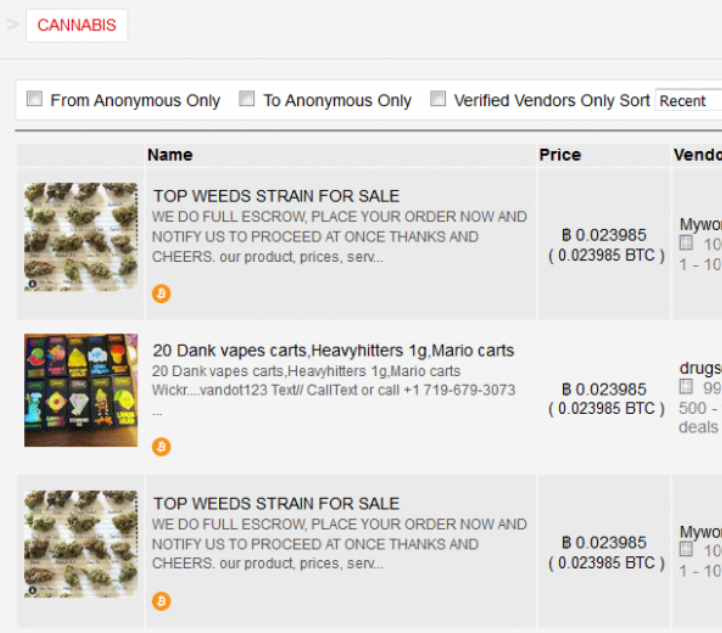 > CANNABIS
From Anonymous Only To Anonymous Only Verified Vendors Only Sort Recent
Name Price
TOP WEEDS STRAIN FOR SALE
WE DO FULL ESCROW, PLACE YOUR ORDER NOW AND
NOTIFY US TO PROCEED AT ONCE THANKS AND
CHEERS. our product, prices, serv...
฿ 0.023985
( 0.023985 BTC )
1 - 10
20 Dank vapes carts,Heavyhitters 1g,Mario carts
20 Dank vapes carts,Heavyhitters 1g,Mario carts
Wickr....vandot123 Text// CallText or call +1 719-679-3073
...
฿ 0.023985
( 0.023985 BTC )
99
500 -
deals
TOP WEEDS STRAIN FOR SALE
WE DO FULL ESCROW, PLACE YOUR ORDER NOW AND
NOTIFY US TO PROCEED AT ONCE THANKS AND
CHEERS. our product, prices, serv...
฿ 0.023985
( 0.023985 BTC )
1 - 10